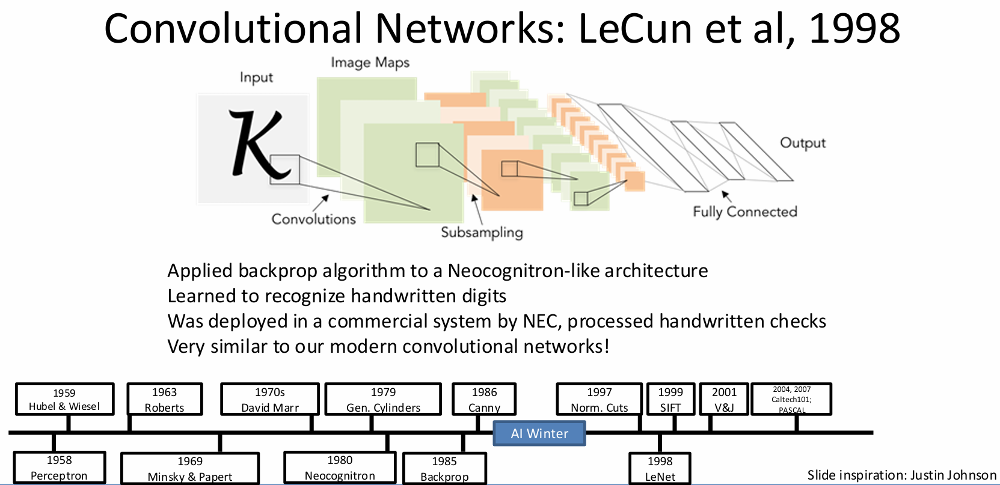 Convolutional Networks: LeCun et al, 1998
Image Maps
Input
K
Output
Convolutions
Subsampling
Fully Connected
Applied backprop algorithm to a Neocognitron-like architecture
Learned to recognize handwritten digits
Was deployed in a commercial system by NEC, processed handwritten checks
Very similar to our modern convolutional networks!
1959
Hubel & Wiesel
1963
Roberts
1970s
David Marr
1979
Gen. Cylinders
1986
Canny
1997
Norm. Cuts
1999
SIFT
2001
V&J
2004, 2007
Caltech101;
PASCAL
AI Winter
1958
Perceptron
1969
Minsky & Papert
1980
Neocognitron
1985
Backprop
1998
LeNet
Slide inspiration: Justin Johnson